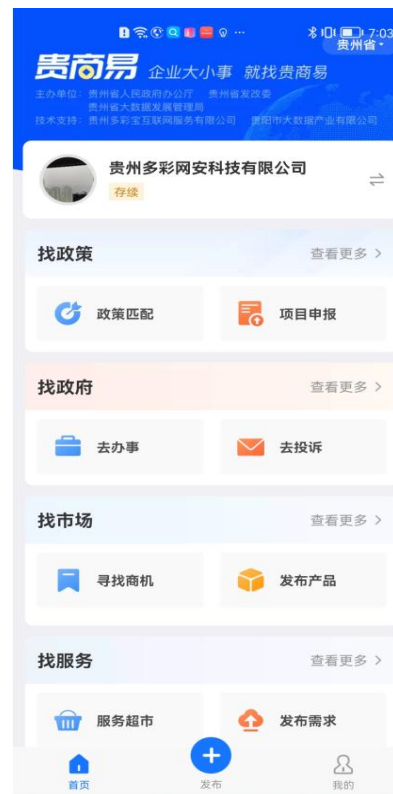 7:03
贵州省
贵商易 企业大小事 就找贵商易
主办单位：贵州省人民政府办公厅 贵州省发改委
贵州省大数据发展管理局
技术支持：贵州多彩宝互联网服务有限公司 贵阳市大数据产业有限公司
贵州多彩网安科技有限公司
存续
找政策 查看更多
政策匹配 项目申报
找政府 查看更多
去办事 去投诉
找市场 查看更多
寻找商机 发布产品
找服务 查看更多
服务超市 发布需求
首页 发布 我的